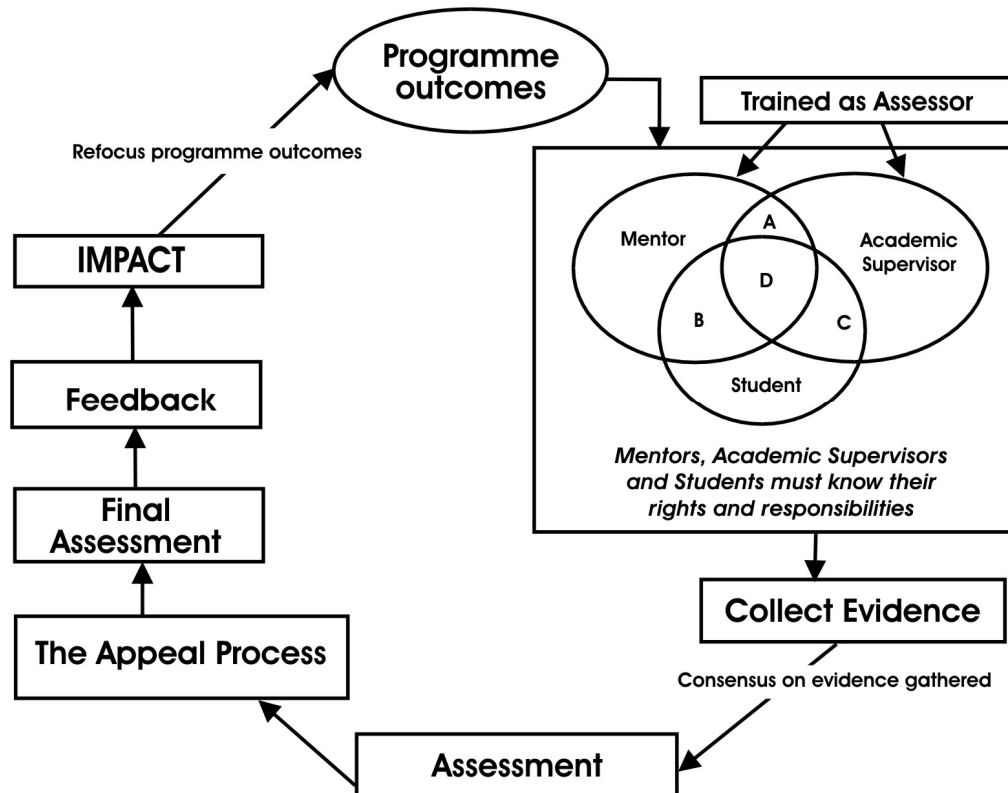 Programme
outcomes
Trained as Assessor
Refocus programme outcomes
Mentor
A
Academic
Supervisor
D
B
C
Student
Mentors, Academic Supervisors
and Students must know their
rights and responsibilities
IMPACT
Feedback
Final
Assessment
The Appeal Process
Collect Evidence
Consensus on evidence gathered
Assessment